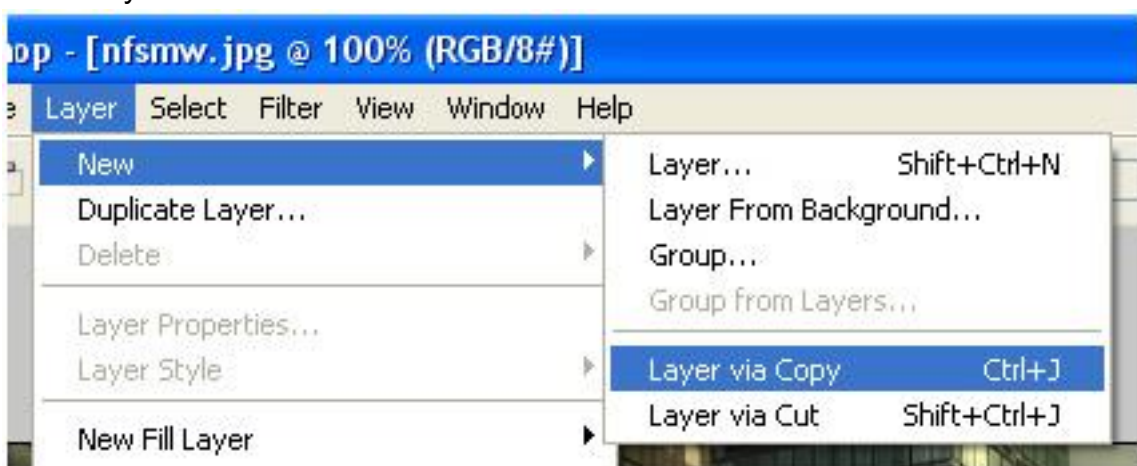 op - [nfsmw.jpg @ 100% (RGB/8#)]
Layer Select Filter View Window Help
New
Duplicate Layer...
Delete
Layer Properties...
Layer Style
New Fill Layer
Layer... Shift+Ctrl+N
Layer From Background...
Group...
Group from Layers...
Layer via Copy Ctrl+J
Layer via Cut Shift+Ctrl+J